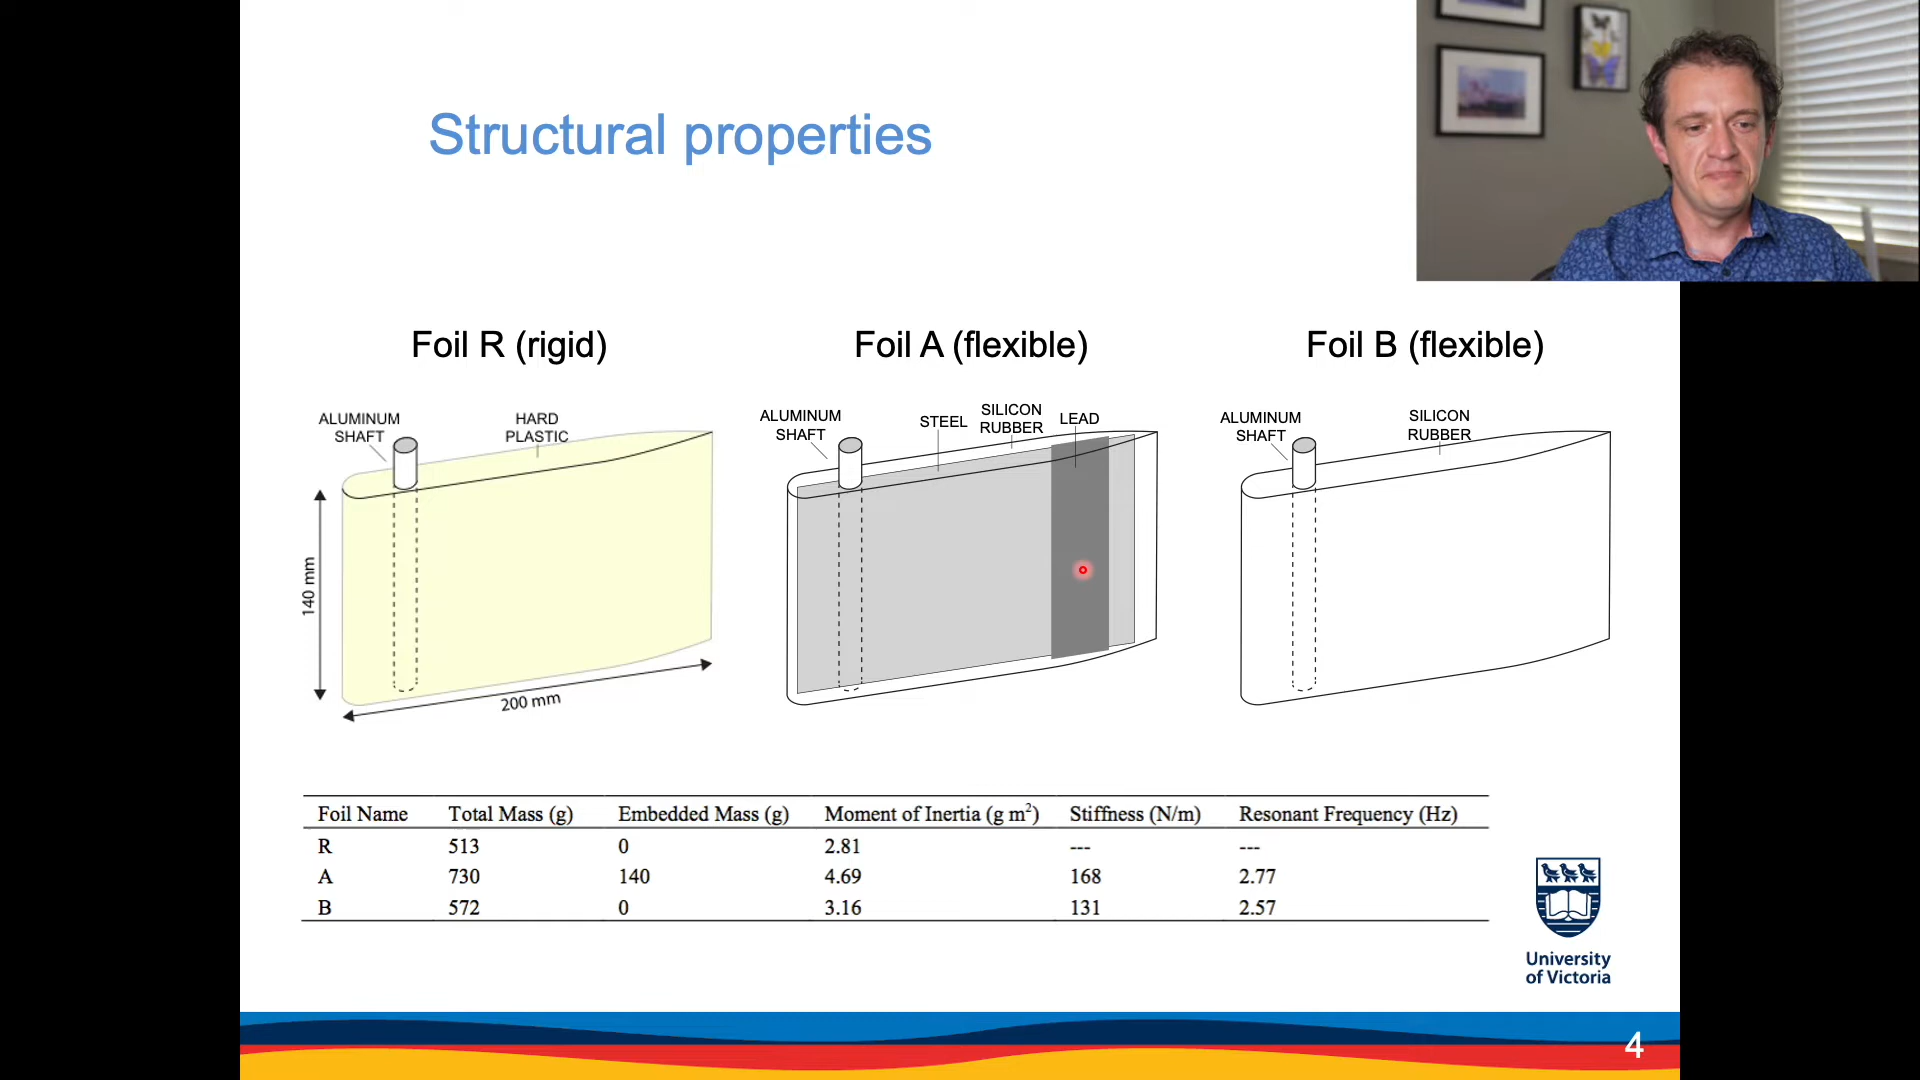 Structural properties
Foil R (rigid)
Foil A (flexible)
Foil B (flexible)
ALUMINUM
SHAFT
HARD
PLASTIC
140 mm
200 mm
ALUMINUM
SHAFT
STEEL
SILICON
RUBBER
LEAD
ALUMINUM
SHAFT
SILICON
RUBBER
Foil Name Total Mass (g) Embedded Mass (g) Moment of Inertia (g m²) Stiffness (N/m) Resonant Frequency (Hz)
R 513 0 2.81 --- ---
A 730 140 4.69 168 2.77
B 572 0 3.16 131 2.57
University
of Victoria
4